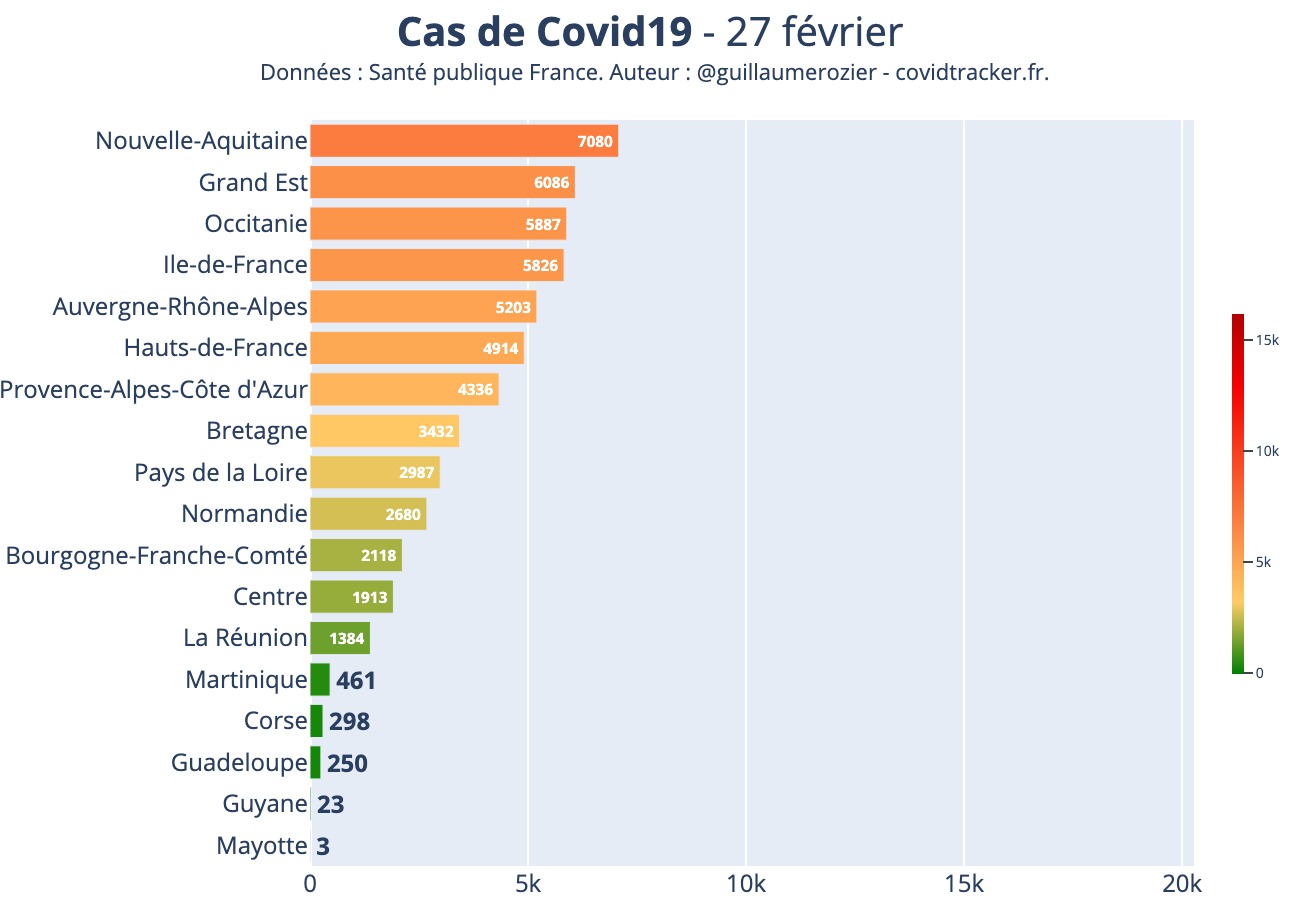 Cas de Covid19 - 27 février
Données : Santé publique France. Auteur : @guillaumerozier - covidtracker.fr.
Nouvelle-Aquitaine 7080
Grand Est 6086
Occitanie 5887
Ile-de-France 5826
Auvergne-Rhône-Alpes 5203
Hauts-de-France 4914
Provence-Alpes-Côte d'Azur 4336
Bretagne 3432
Pays de la Loire 2987
Normandie 2680
Bourgogne-Franche-Comté 2118
Centre 1913
La Réunion 1384
Martinique 461
Corse 298
Guadeloupe 250
Guyane 23
Mayotte 3
0 5k 10k 15k 20k
15k
10k
5k
0